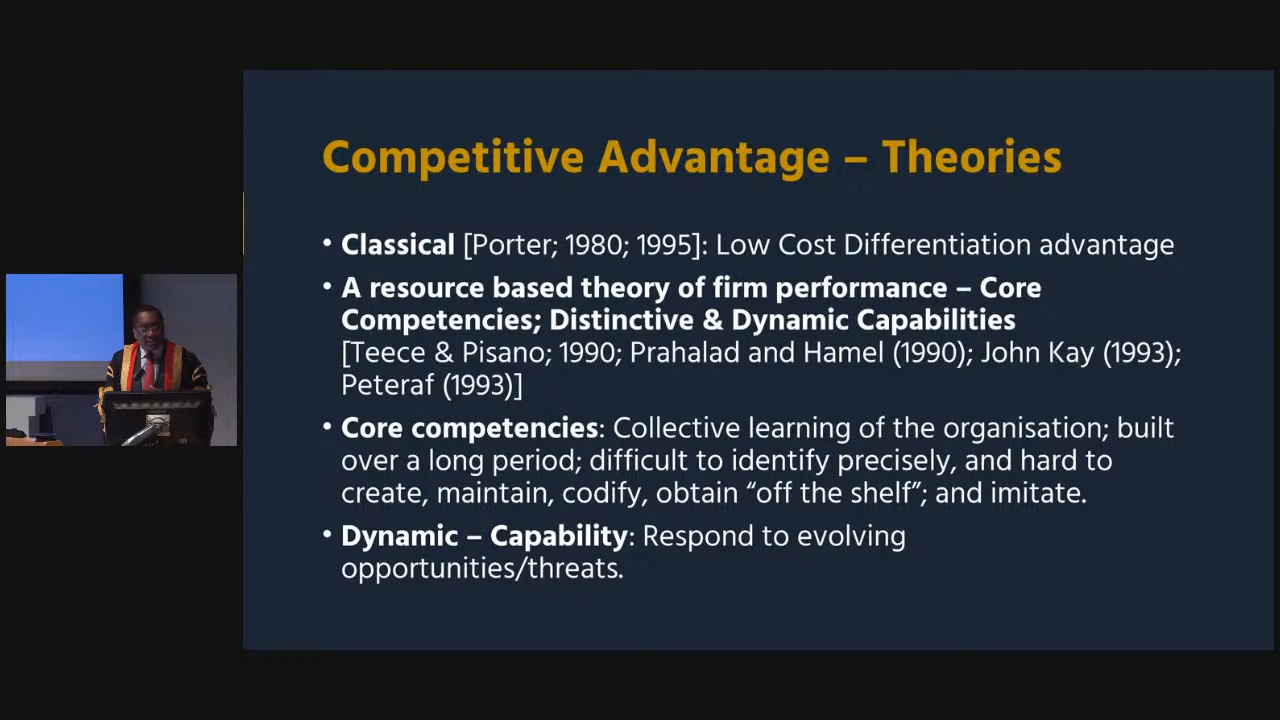 Competitive Advantage – Theories
• Classical [Porter; 1980; 1995]: Low Cost Differentiation advantage
• A resource based theory of firm performance – Core
Competencies; Distinctive & Dynamic Capabilities
[Teece & Pisano; 1990; Prahalad and Hamel (1990); John Kay (1993);
Peteraf (1993)]
• Core competencies: Collective learning of the organisation; built
over a long period; difficult to identify precisely, and hard to
create, maintain, codify, obtain “off the shelf”; and imitate.
• Dynamic – Capability: Respond to evolving
opportunities/threats.